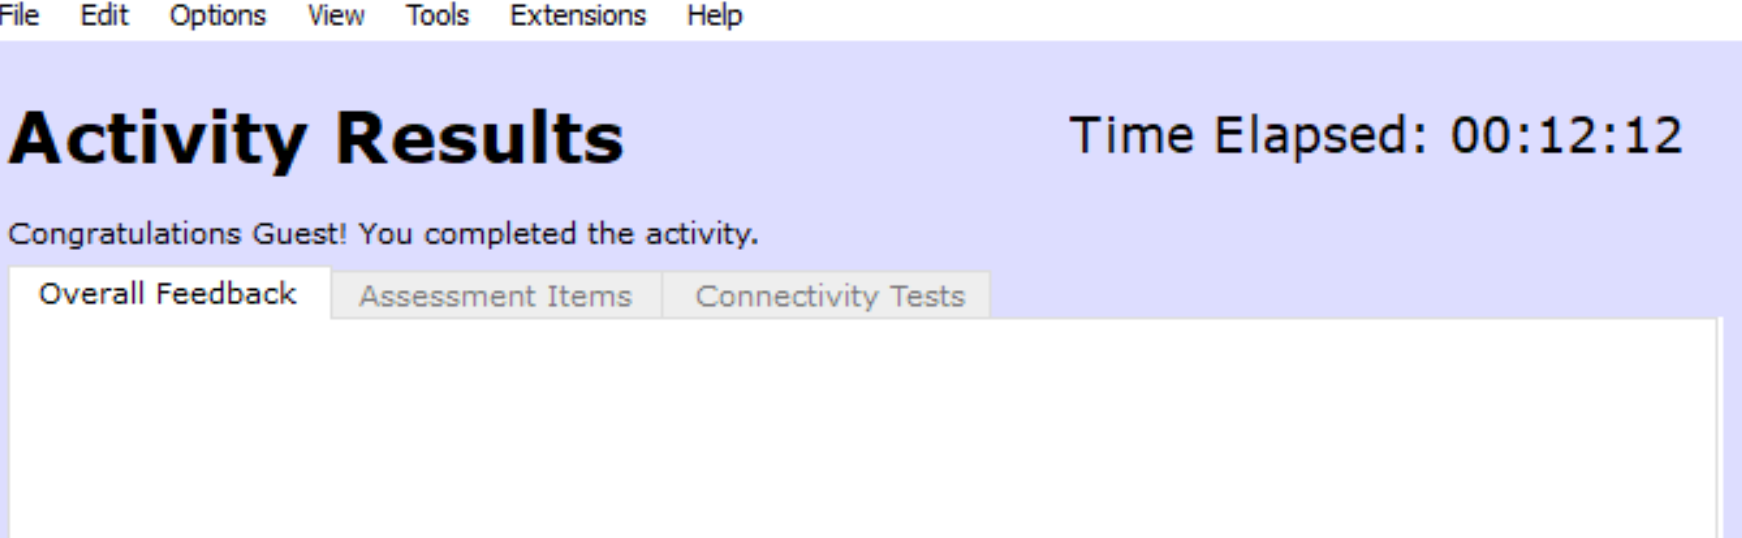 File Edit Options View Tools Extensions Help
Activity Results
Time Elapsed: 00:12:12
Congratulations Guest! You completed the activity.
Overall Feedback Assessment Items Connectivity Tests